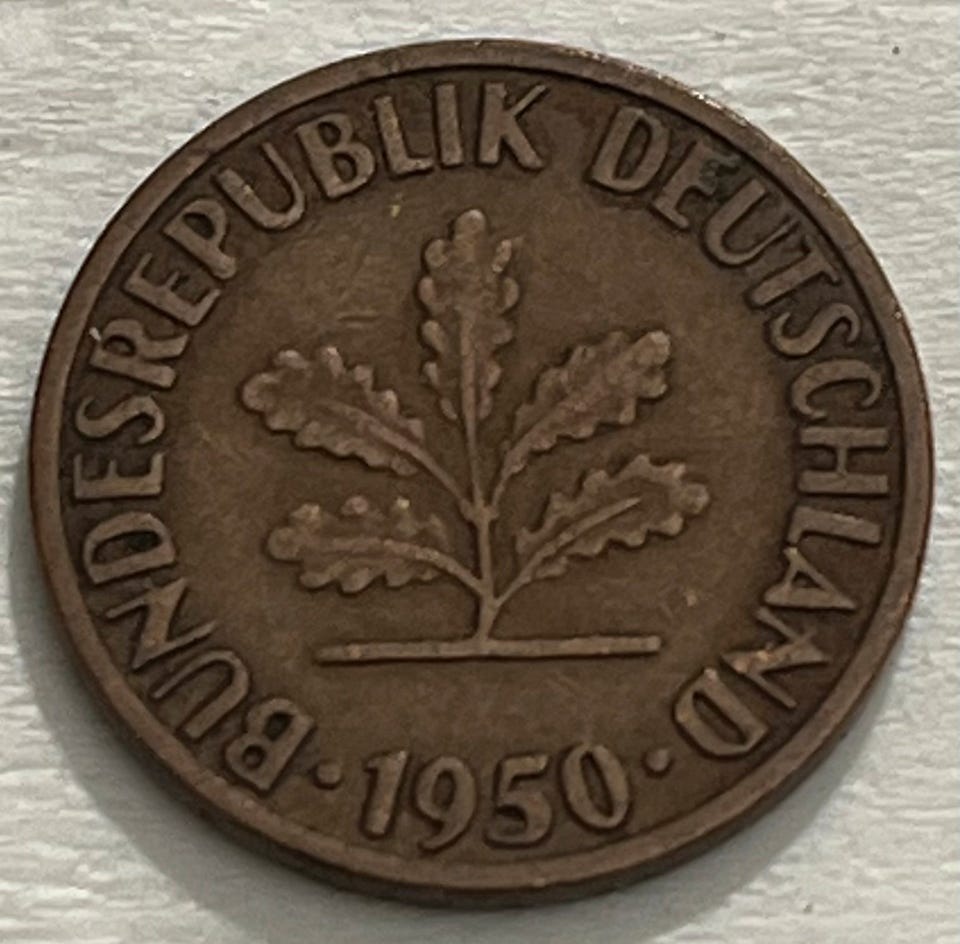 BUNDESREPUBLIK DEUTSCHLAND
· 1950 ·